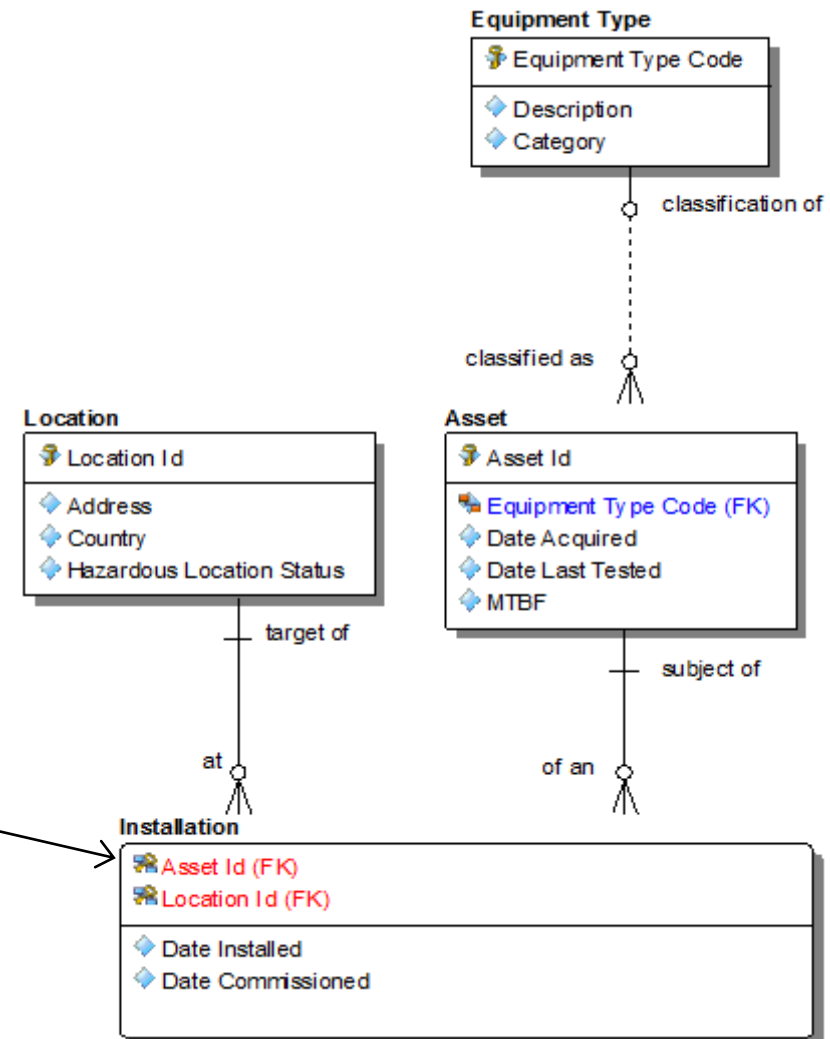 Equipment Type
Equipment Type Code
Description
Category
classification of
classified as
Location
Location Id
Address
Country
Hazardous Location Status
Asset
Asset Id
Equipment Type Code (FK)
Date Acquired
Date Last Tested
MTBF
target of
subject of
at
of an
Installation
Asset Id (FK)
Location Id (FK)
Date Installed
Date Commissioned